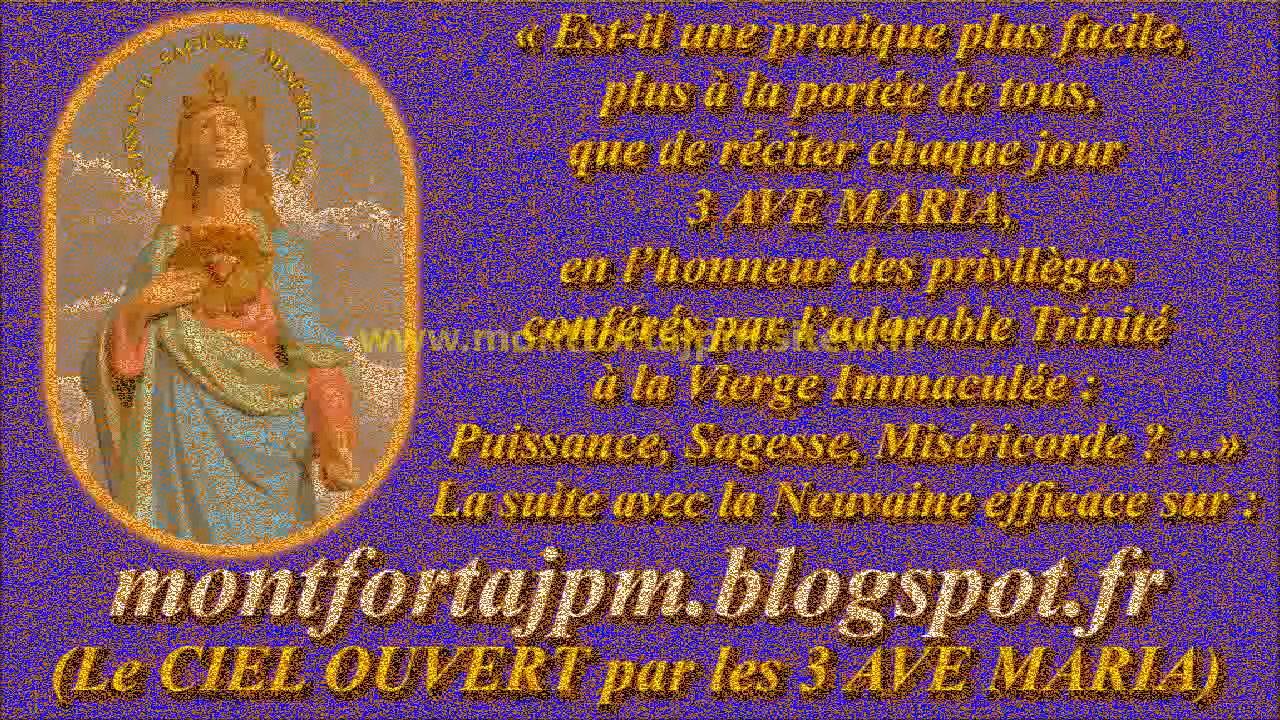 « Est-il une pratique plus facile,
plus à la portée de tous,
que de réciter chaque jour
3 AVE MARIA,
en l'honneur des privilèges
conférés par l'adorable Trinité
à la Vierge Immaculée :
Puissance, Sagesse, Miséricorde ? ...»
La suite avec la Neuvaine efficace sur :
montfortajpm.blogspot.fr
(Le CIEL OUVERT par les 3 AVE MARIA)